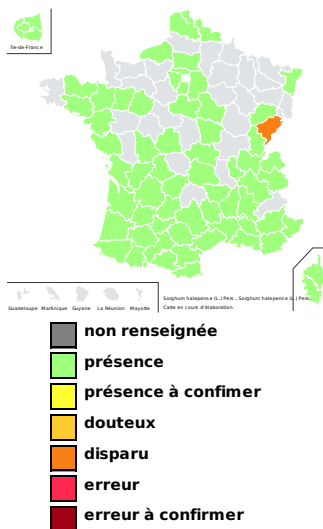 Île-de-France
Guadeloupe Martinique Guyane La Réunion Mayotte
Sorghum halepense (L.) Pers., Sorghum halepense (L.) Pers.
Carte en cours d'élaboration.
non renseignée
présence
présence à confimer
douteux
disparu
erreur
erreur à confirmer